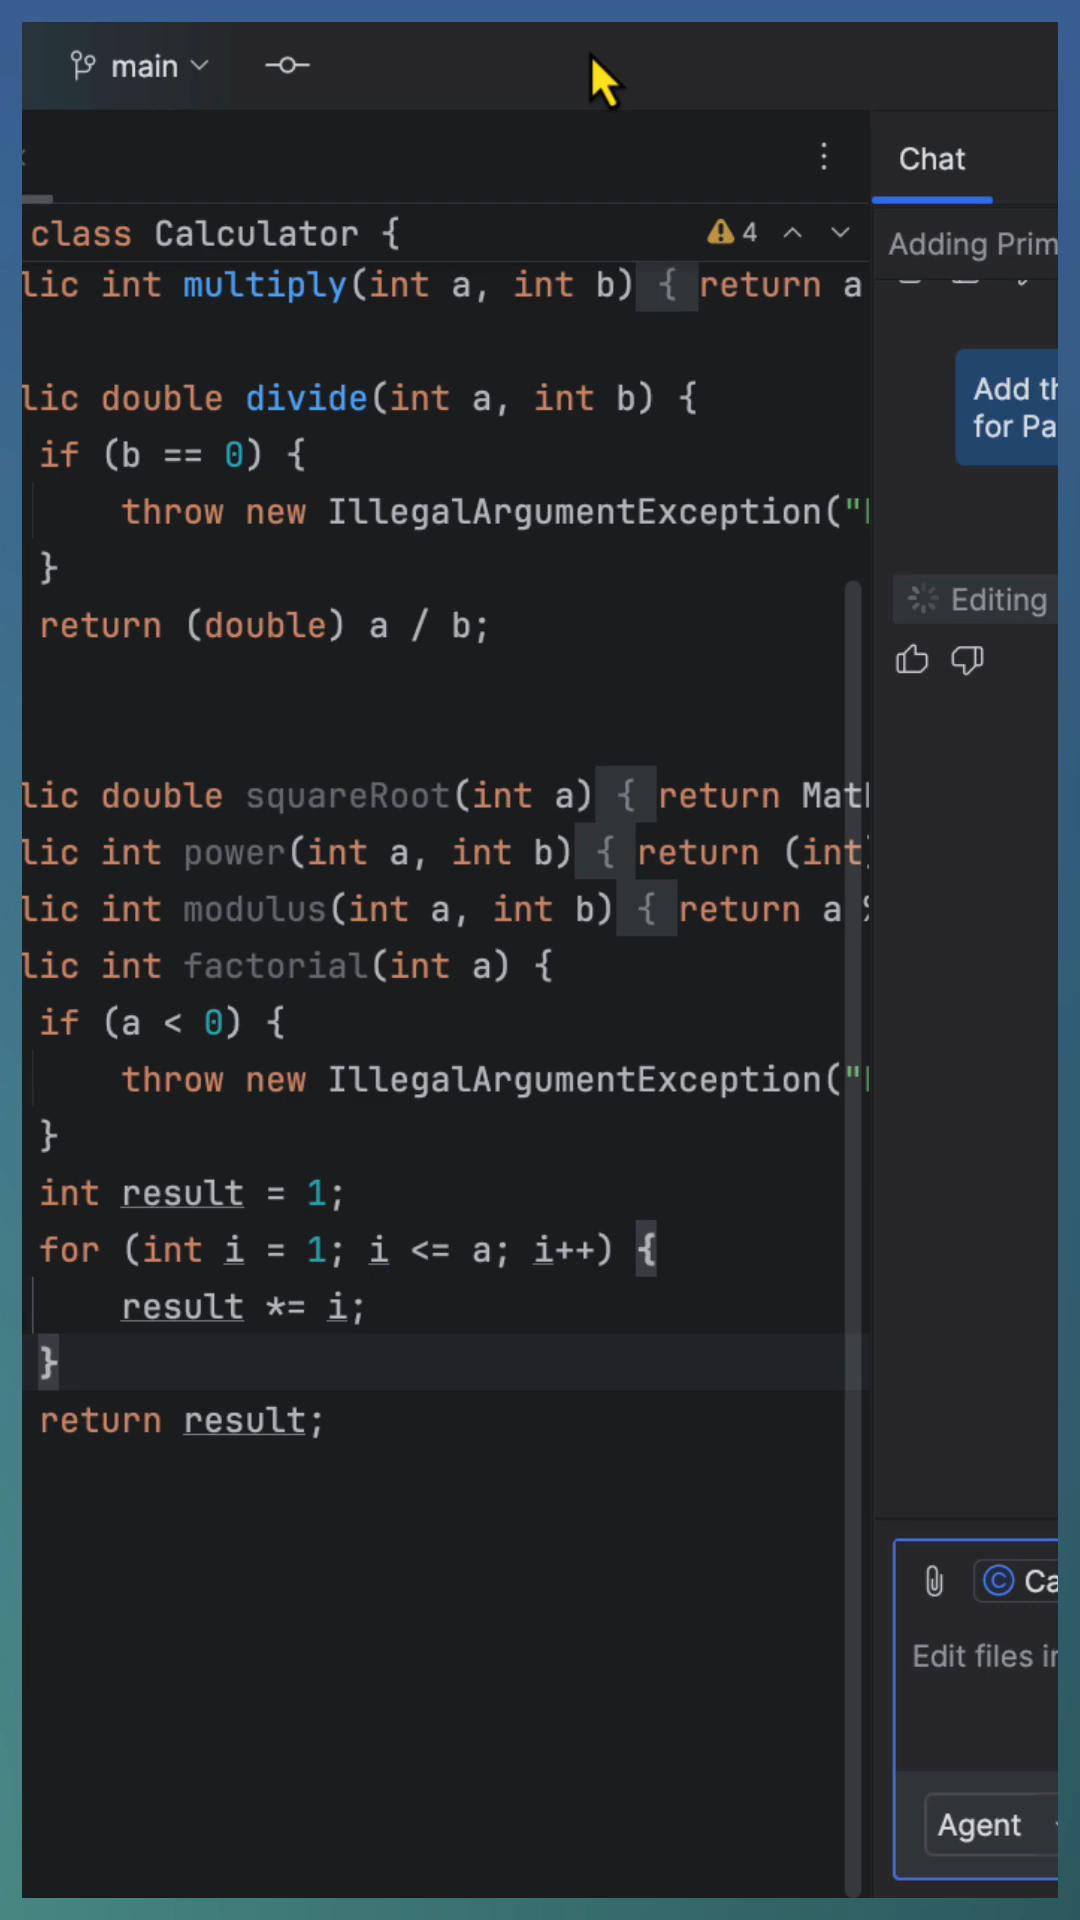 main
Chat
class Calculator {
4
Adding Prim
lic int multiply(int a, int b) { return a
lic double divide(int a, int b) {
Add th
for Pa
if (b == 0) {
throw new IllegalArgumentException("
}
Editing
return (double) a / b;
lic double squareRoot(int a) { return Math
lic int power(int a, int b) { return (int)
lic int modulus(int a, int b) { return a %
lic int factorial(int a) {
if (a < 0) {
throw new IllegalArgumentException("
}
int result = 1;
for (int i = 1; i <= a; i++) {
result *= i;
}
return result;
Ca
Edit files in
Agent